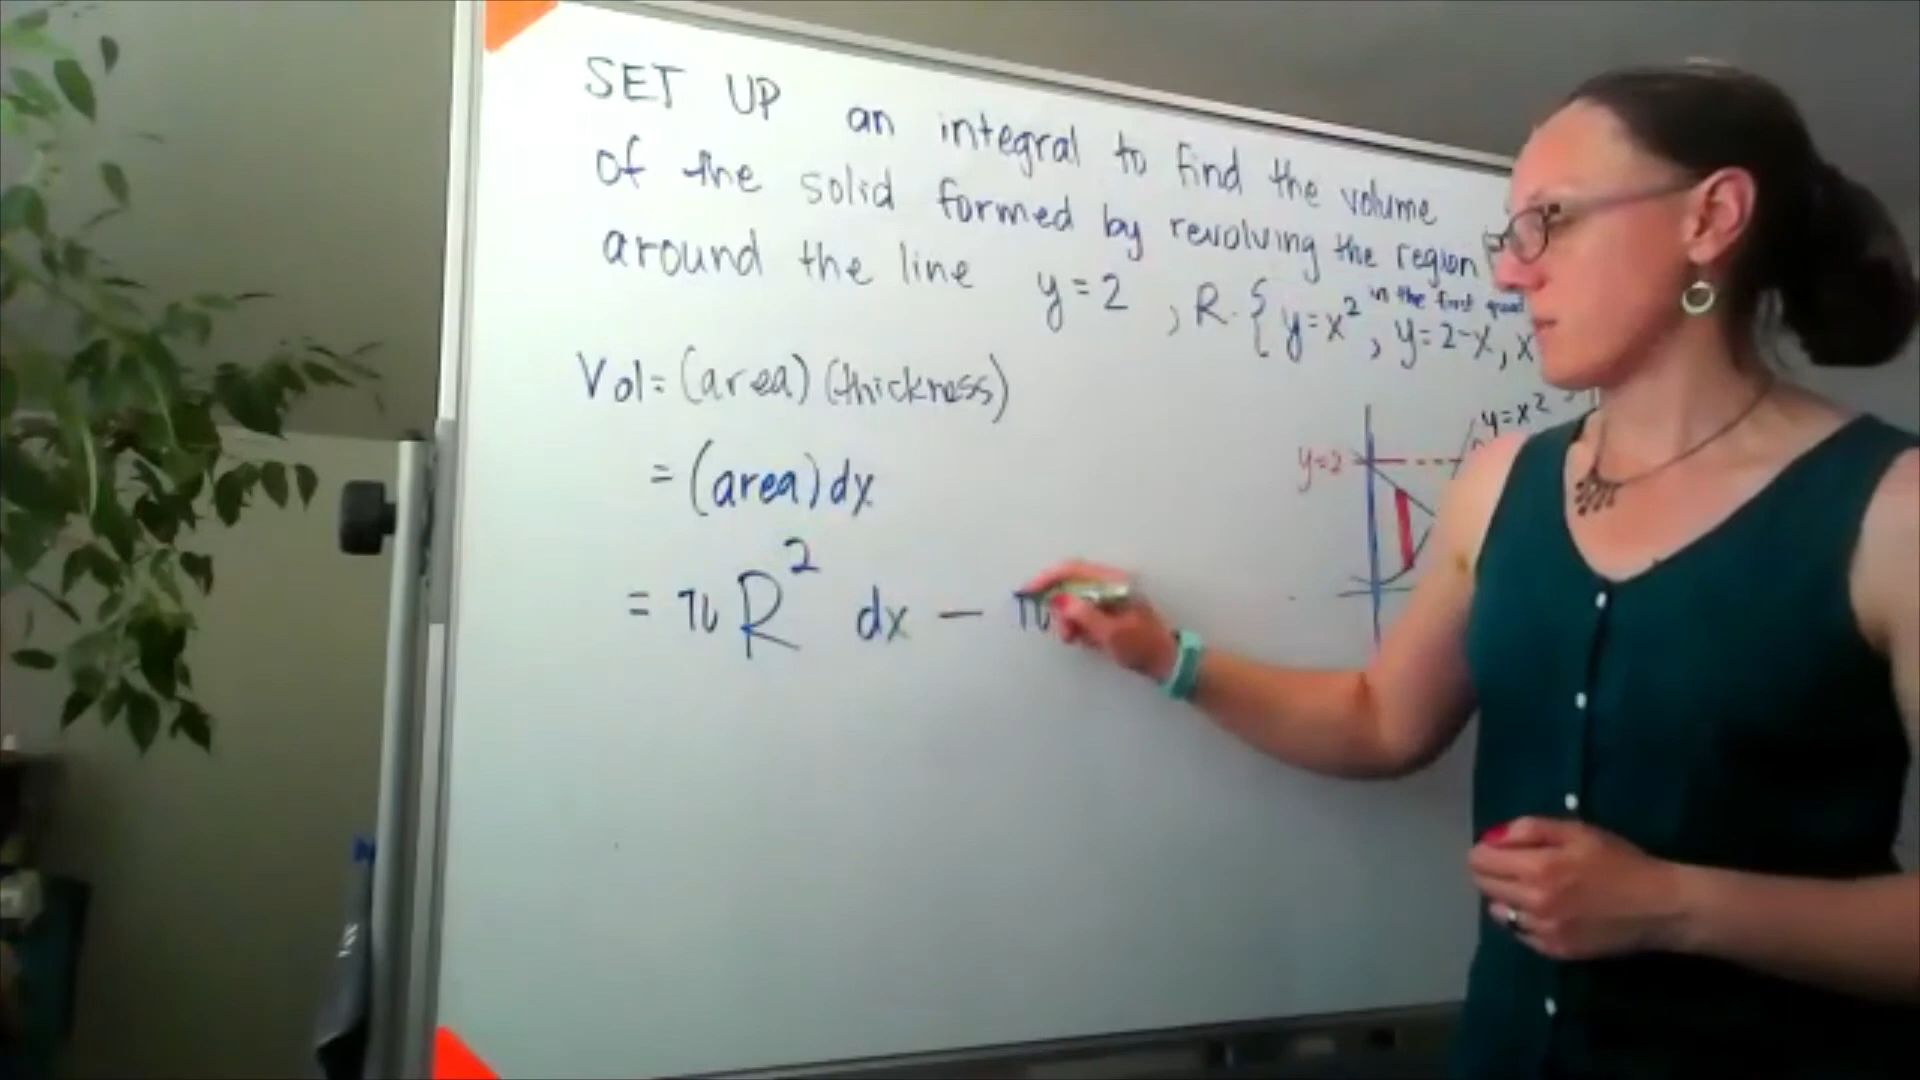 SET UP an integral to find the volume
of the solid formed by revolving the region
around the line y=2, R: {y=x², y=2-x, x
in the first quad
Vol=(area)(thickness)
=(area)dx
=πR² dx - π
y=x²
y=2